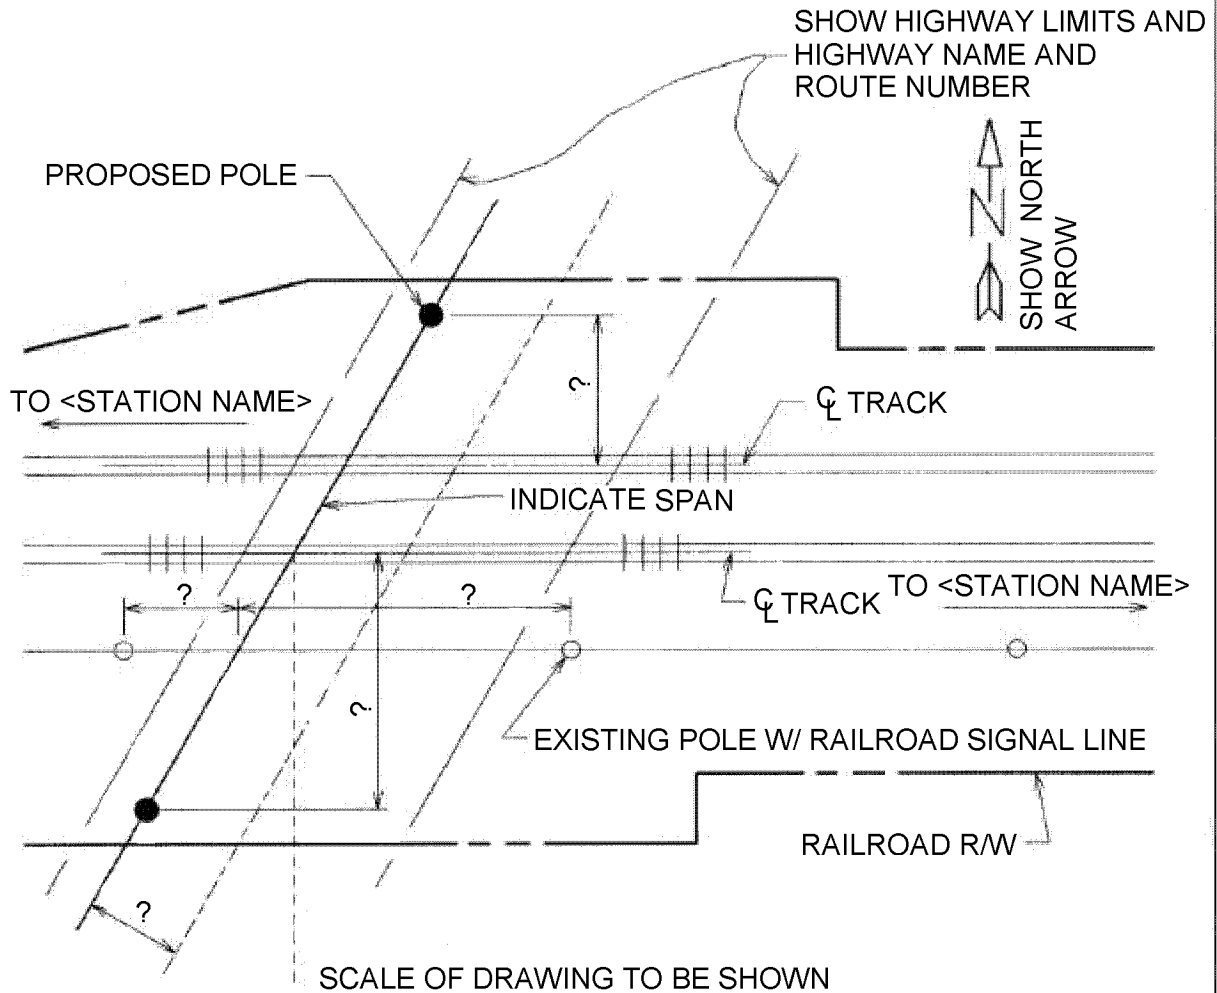 SHOW HIGHWAY LIMITS AND
HIGHWAY NAME AND
ROUTE NUMBER
PROPOSED POLE
N
SHOW NORTH
ARROW
?
TO <STATION NAME>
℄ TRACK
INDICATE SPAN
?
?
℄ TRACK
TO <STATION NAME>
?
EXISTING POLE W/ RAILROAD SIGNAL LINE
RAILROAD R/W
?
SCALE OF DRAWING TO BE SHOWN